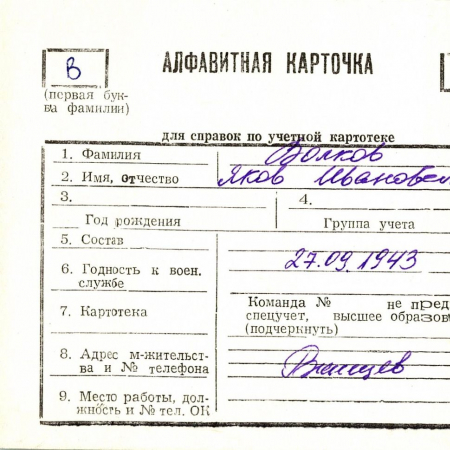 В
АЛФАВИТНАЯ КАРТОЧКА
(первая бук-
ва фамилии)
для справок по учетной картотеке
1. Фамилия Волков
2. Имя, отчество Яков Иванович
3. 4.
Год рождения Группа учета
5. Состав
27.09.1943
6. Годность к воен.
службе
Команда № не пред
7. Картотека спецучет, высшее образов
(подчеркнуть)
8. Адрес м-жительст-
ва и № телефона
9. Место работы, дол-
жность и № тел. ОК